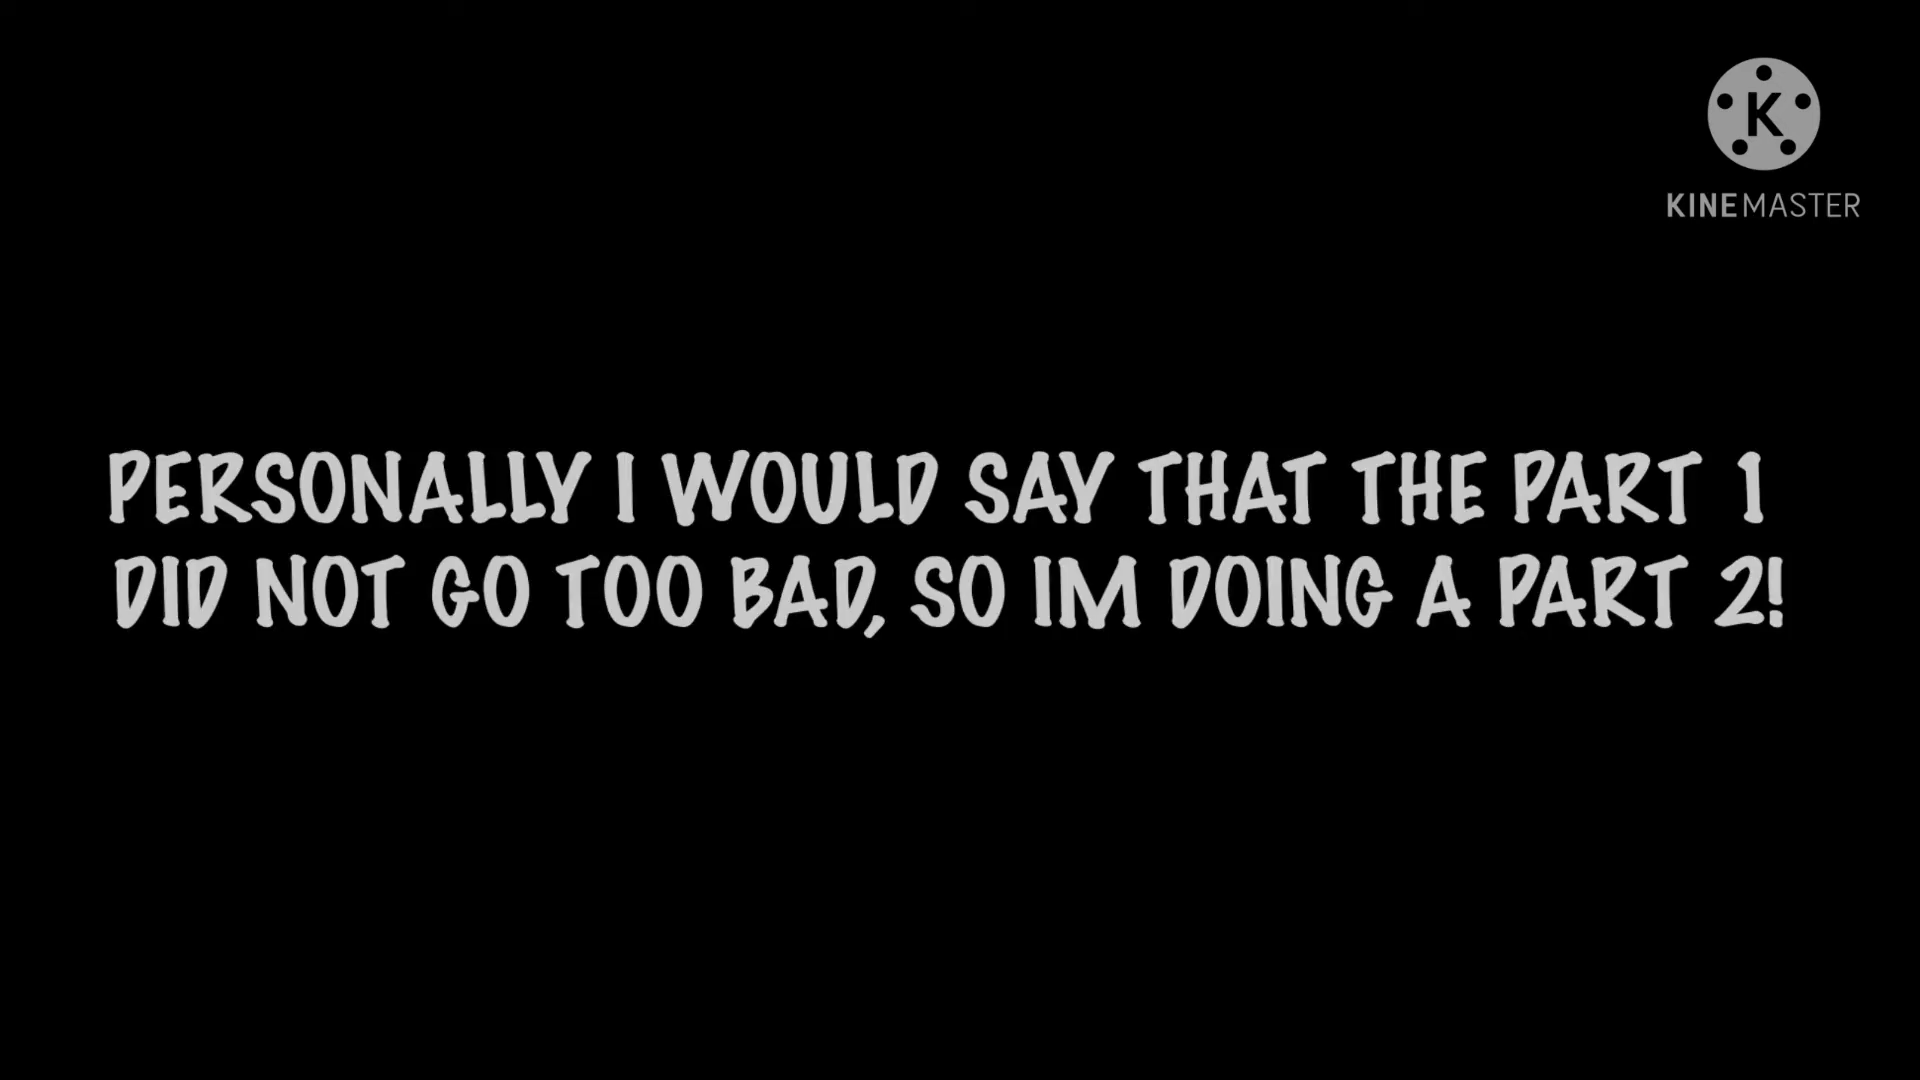 K
KINEMASTER
PERSONALLY I WOULD SAY THAT THE PART 1
DID NOT GO TOO BAD, SO IM DOING A PART 2!